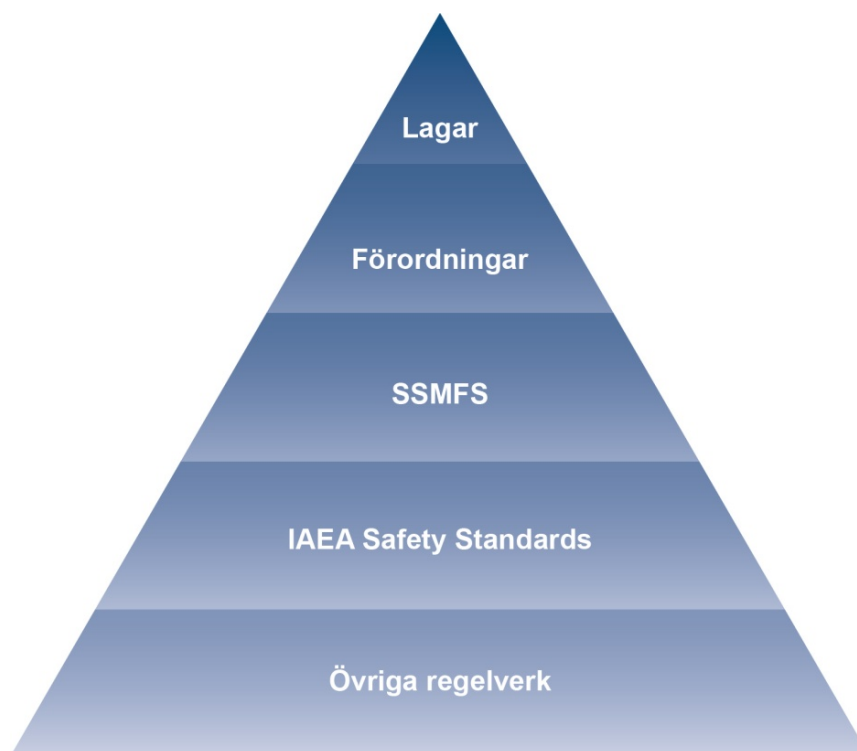 Lagar
Förordningar
SSMFS
IAEA Safety Standards
Övriga regelverk